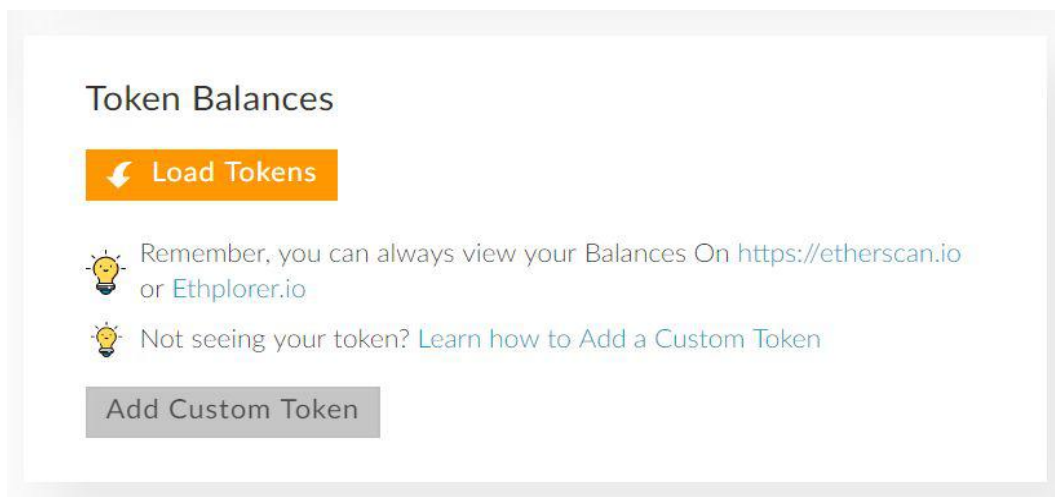 Token Balances
Load Tokens
Remember, you can always view your Balances On https://etherscan.io
or Ethplorer.io
Not seeing your token? Learn how to Add a Custom Token
Add Custom Token